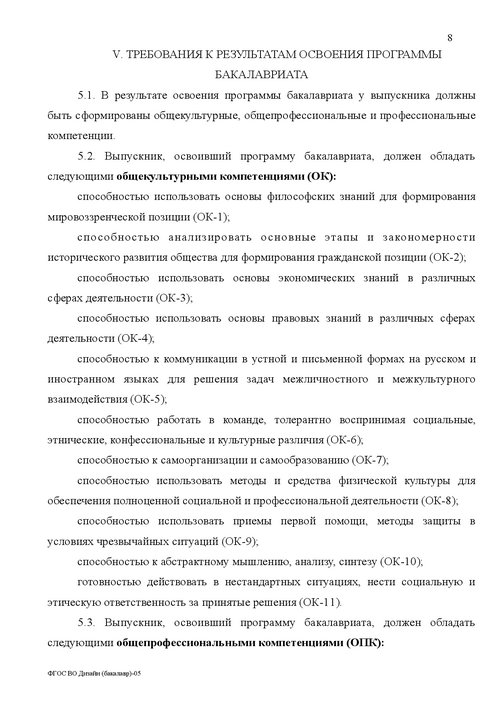 8
V. ТРЕБОВАНИЯ К РЕЗУЛЬТАТАМ ОСВОЕНИЯ ПРОГРАММЫ
БАКАЛАВРИАТА
5.1. В результате освоения программы бакалавриата у выпускника должны
быть сформированы общекультурные, общепрофессиональные и профессиональные
компетенции.
5.2. Выпускник, освоивший программу бакалавриата, должен обладать
следующими общекультурными компетенциями (ОК):
способностью использовать основы философских знаний для формирования
мировоззренческой позиции (ОК-1);
способностью анализировать основные этапы и закономерности
исторического развития общества для формирования гражданской позиции (ОК-2);
способностью использовать основы экономических знаний в различных
сферах деятельности (ОК-3);
способностью использовать основы правовых знаний в различных сферах
деятельности (ОК-4);
способностью к коммуникации в устной и письменной формах на русском и
иностранном языках для решения задач межличностного и межкультурного
взаимодействия (ОК-5);
способностью работать в команде, толерантно воспринимая социальные,
этнические, конфессиональные и культурные различия (ОК-6);
способностью к самоорганизации и самообразованию (ОК-7);
способностью использовать методы и средства физической культуры для
обеспечения полноценной социальной и профессиональной деятельности (ОК-8);
способностью использовать приемы первой помощи, методы защиты в
условиях чрезвычайных ситуаций (ОК-9);
способностью к абстрактному мышлению, анализу, синтезу (ОК-10);
готовностью действовать в нестандартных ситуациях, нести социальную и
этическую ответственность за принятые решения (ОК-11).
5.3. Выпускник, освоивший программу бакалавриата, должен обладать
следующими общепрофессиональными компетенциями (ОПК):
ФГОС ВО Дизайн (бакалавр)-05